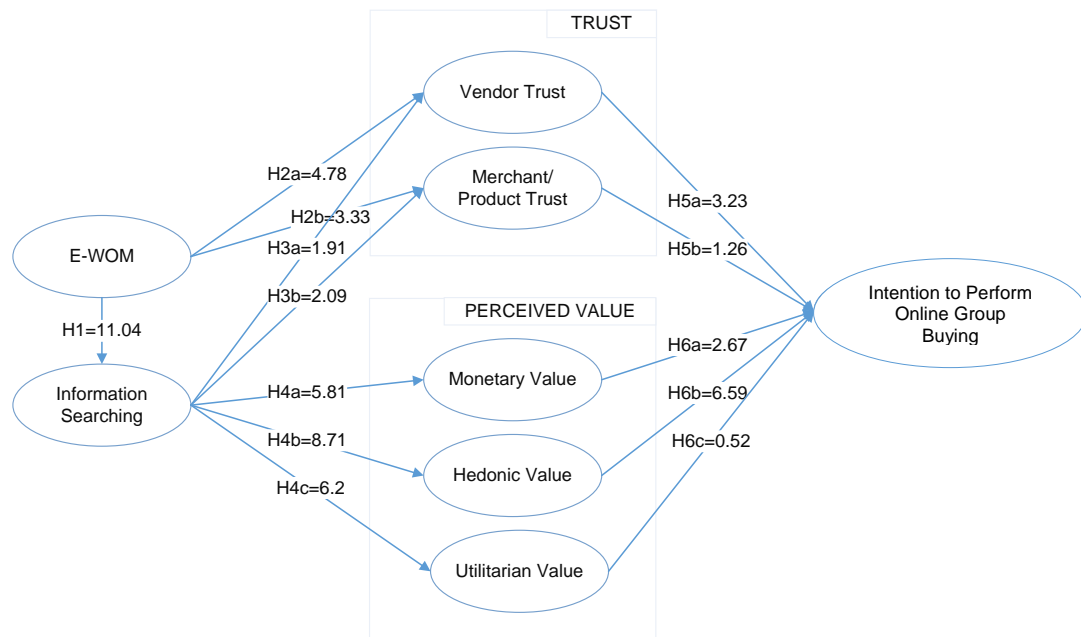 TRUST
Vendor Trust
H2a=4.78
Merchant/
Product Trust
H2b=3.33
H5a=3.23
H3a=1.91
H5b=1.26
E-WOM
H3b=2.09
Intention to Perform
Online Group
Buying
PERCEIVED VALUE
H1=11.04
H6a=2.67
Monetary Value
H4a=5.81
H6b=6.59
Information
Searching
H4b=8.71
H6c=0.52
Hedonic Value
H4c=6.2
Utilitarian Value